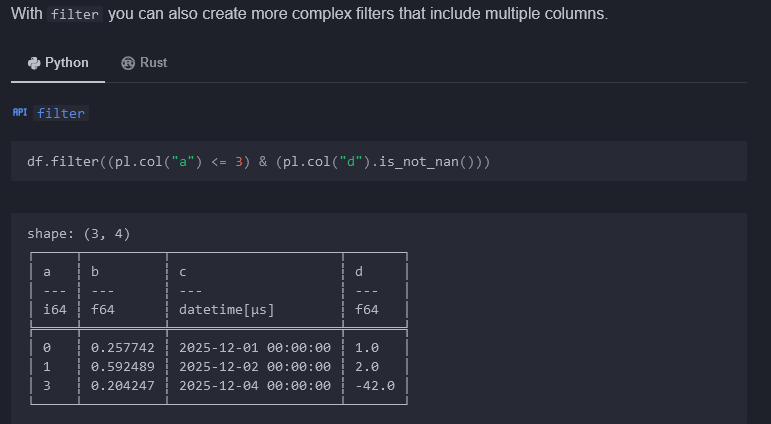 With filter you can also create more complex filters that include multiple columns.
Python Rust
API filter
df.filter((pl.col("a") <= 3) & (pl.col("d").is_not_nan()))
shape: (3, 4)
a b c d
--- --- --- ---
i64 f64 datetime[μs] f64
0 0.257742 2025-12-01 00:00:00 1.0
1 0.592489 2025-12-02 00:00:00 2.0
3 0.204247 2025-12-04 00:00:00 -42.0